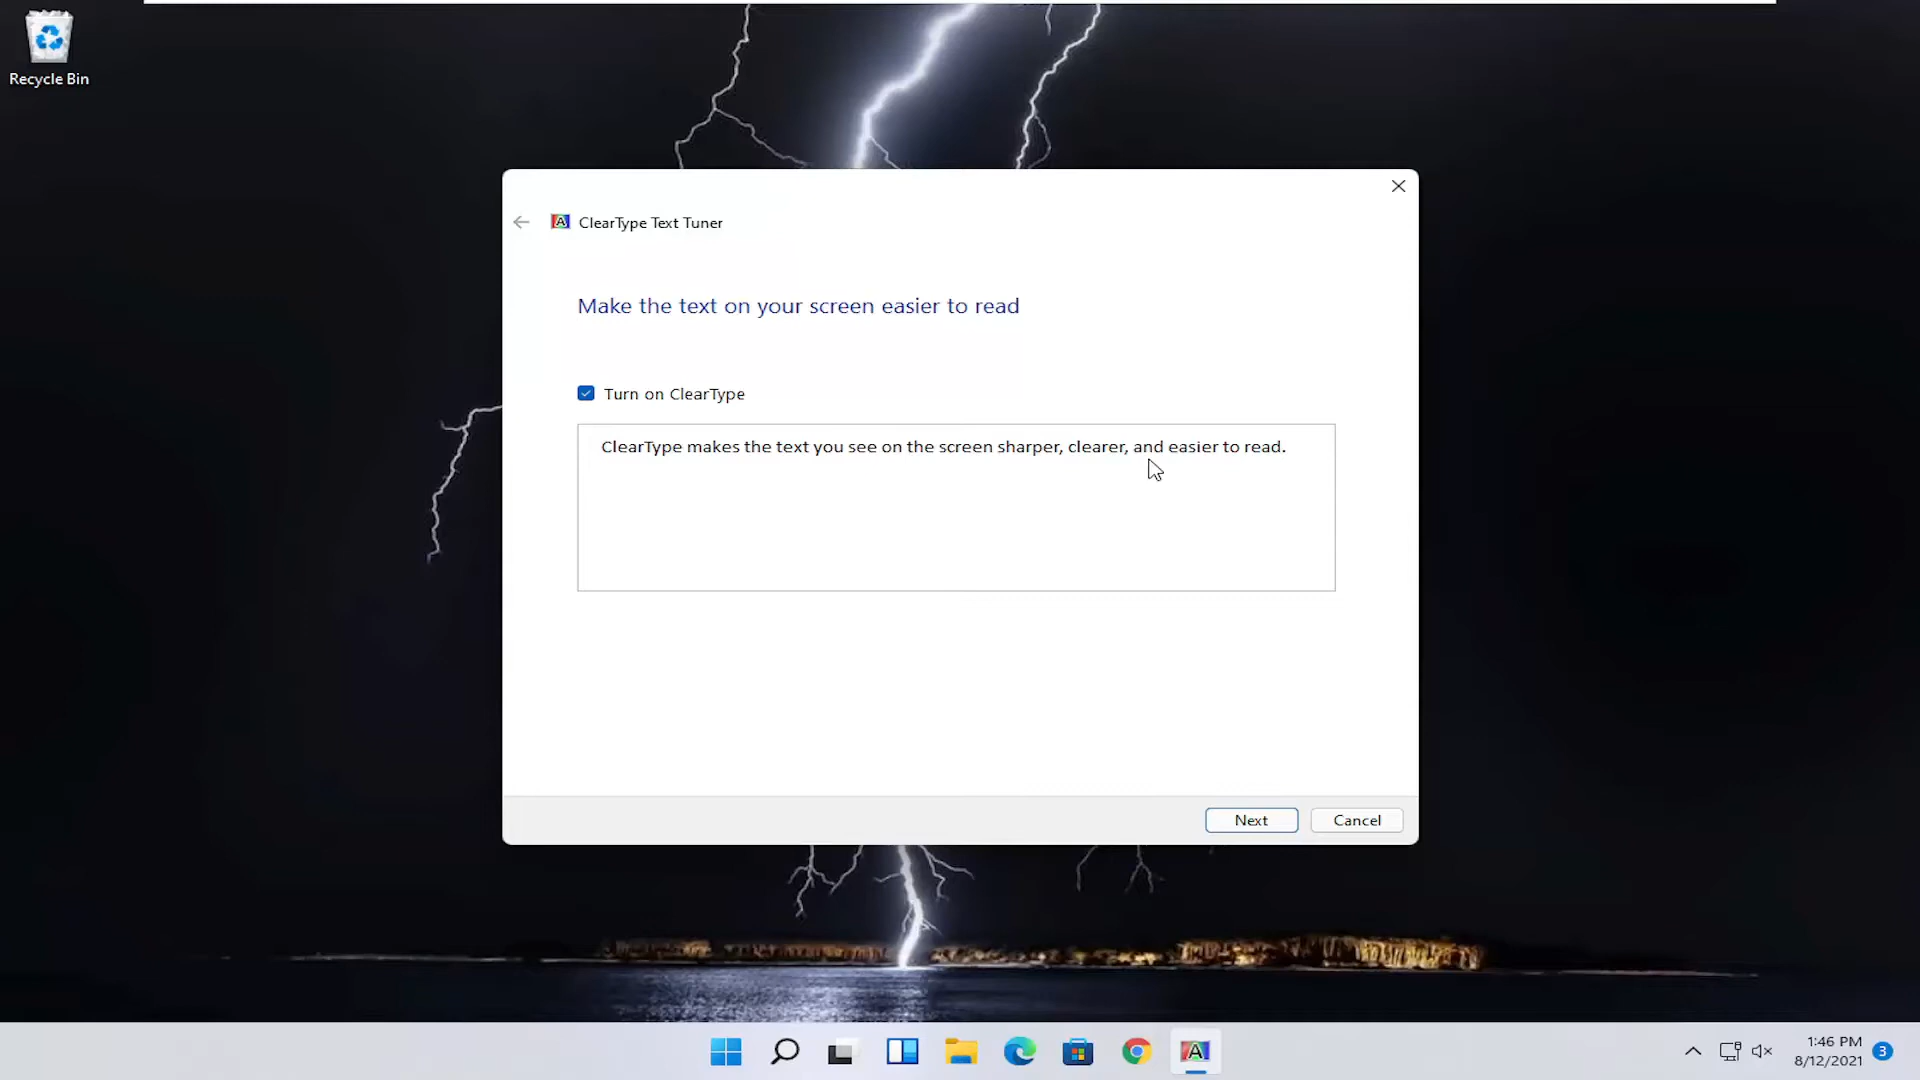 Recycle Bin
ClearType Text Tuner
Make the text on your screen easier to read
Turn on ClearType
ClearType makes the text you see on the screen sharper, clearer, and easier to read.
Next
Cancel
1:46 PM
8/12/2021
3